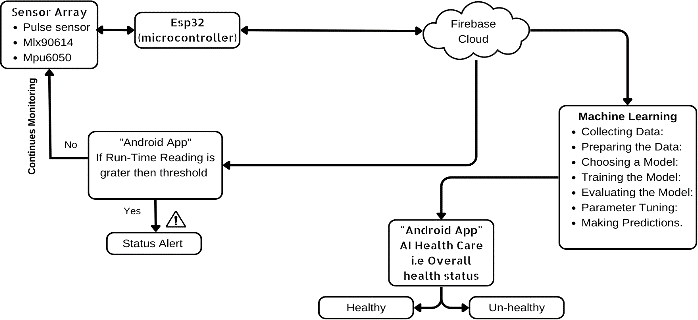 Sensor Array
• Pulse sensor
• Mlx90614
• Mpu6050
Esp32
(microcontroller)
Firebase
Cloud
Continues Monitoring
No
"Android App"
If Run-Time Reading is
grater then threshold
Yes
Status Alert
Machine Learning
• Collecting Data:
• Preparing the Data:
• Choosing a Model:
• Training the Model:
• Evaluating the Model:
• Parameter Tuning:
• Making Predictions.
"Android App"
AI Health Care
i.e Overall
health status
Healthy
Un-healthy